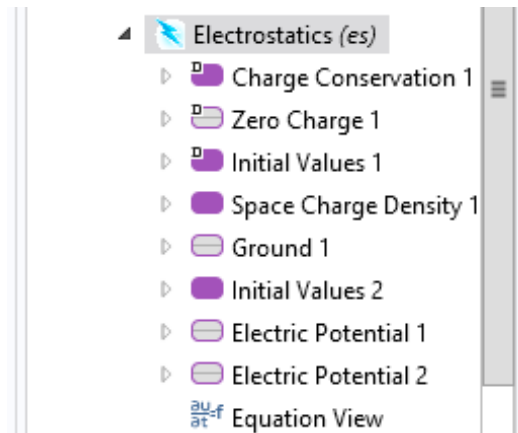 Electrostatics (es)
D Charge Conservation 1
D Zero Charge 1
D Initial Values 1
Space Charge Density 1
Ground 1
Initial Values 2
Electric Potential 1
Electric Potential 2
∂u/∂t=f Equation View